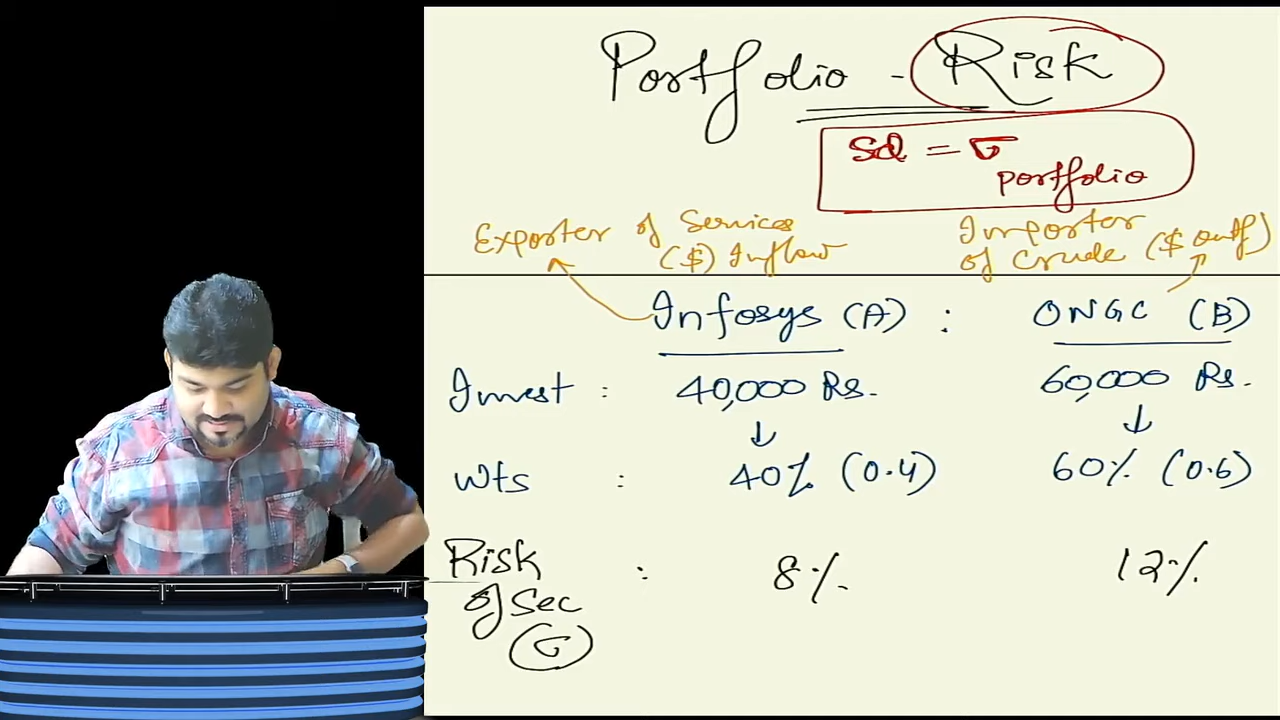 Portfolio - Risk
Sd = σ portfolio
Exporter of Services
($) Inflow
Importer
of Crude ($ outf)
Infosys (A) : ONGC (B)
Invest : 40,000 Rs. 60,000 Rs.
↓ ↓
Wts : 40% (0.4) 60% (0.6)
Risk : 8% 12%
of Sec
(σ)